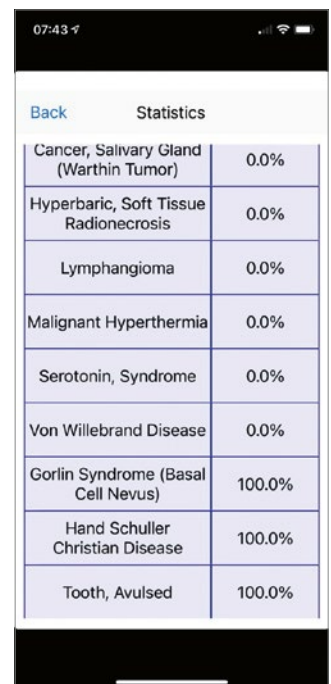 07:43
Back Statistics
Cancer, Salivary Gland
(Warthin Tumor) 0.0%
Hyperbaric, Soft Tissue
Radionecrosis 0.0%
Lymphangioma 0.0%
Malignant Hyperthermia 0.0%
Serotonin, Syndrome 0.0%
Von Willebrand Disease 0.0%
Gorlin Syndrome (Basal
Cell Nevus) 100.0%
Hand Schuller
Christian Disease 100.0%
Tooth, Avulsed 100.0%